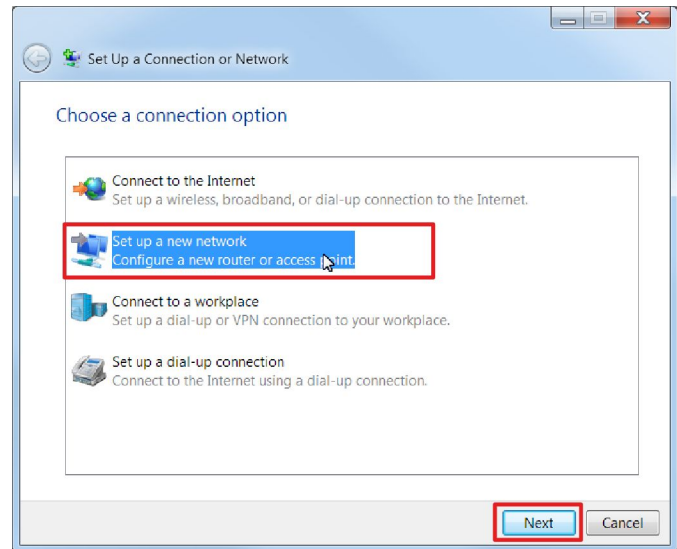 Set Up a Connection or Network
Choose a connection option
Connect to the Internet
Set up a wireless, broadband, or dial-up connection to the Internet.
Set up a new network
Configure a new router or access point.
Connect to a workplace
Set up a dial-up or VPN connection to your workplace.
Set up a dial-up connection
Connect to the Internet using a dial-up connection.
Next Cancel